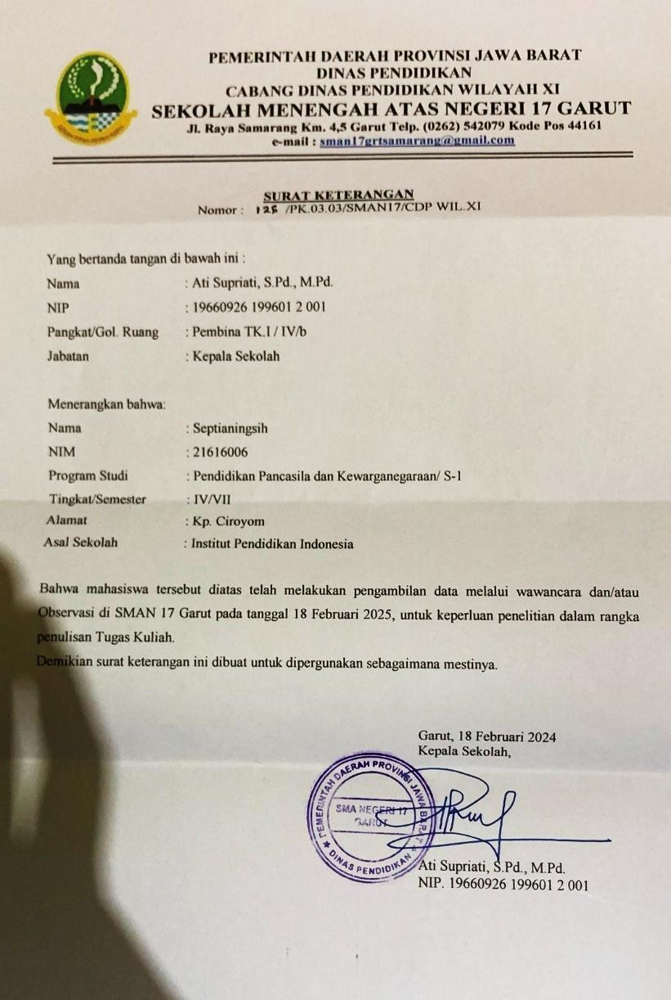 PEMERINTAH DAERAH PROVINSI JAWA BARAT
DINAS PENDIDIKAN
CABANG DINAS PENDIDIKAN WILAYAH XI
SEKOLAH MENENGAH ATAS NEGERI 17 GARUT
Jl. Raya Samarang Km. 4,5 Garut Telp. (0262) 542079 Kode Pos 44161
e-mail : sman17grtsamarang@gmail.com
SURAT KETERANGAN
Nomor : 128 /PK.03.03/SMAN17/CDP WIL.XI
Yang bertanda tangan di bawah ini :
Nama : Ati Supriati, S.Pd., M.Pd.
NIP : 19660926 199601 2 001
Pangkat/Gol. Ruang : Pembina TK.I / IV/b
Jabatan : Kepala Sekolah
Menerangkan bahwa:
Nama : Septianingsih
NIM : 21616006
Program Studi : Pendidikan Pancasila dan Kewarganegaraan/ S-1
Tingkat/Semester : IV/VII
Alamat : Kp. Ciroyom
Asal Sekolah : Institut Pendidikan Indonesia
Bahwa mahasiswa tersebut diatas telah melakukan pengambilan data melalui wawancara dan/atau
Observasi di SMAN 17 Garut pada tanggal 18 Februari 2025, untuk keperluan penelitian dalam rangka
penulisan Tugas Kuliah.
Demikian surat keterangan ini dibuat untuk dipergunakan sebagaimana mestinya.
Garut, 18 Februari 2024
Kepala Sekolah,
PEMERINTAH DAERAH PROVINSI JAWA BARAT
SMA NEGERI 17
GARUT
DINAS PENDIDIKAN
Ati Supriati, S.Pd., M.Pd.
NIP. 19660926 199601 2 001